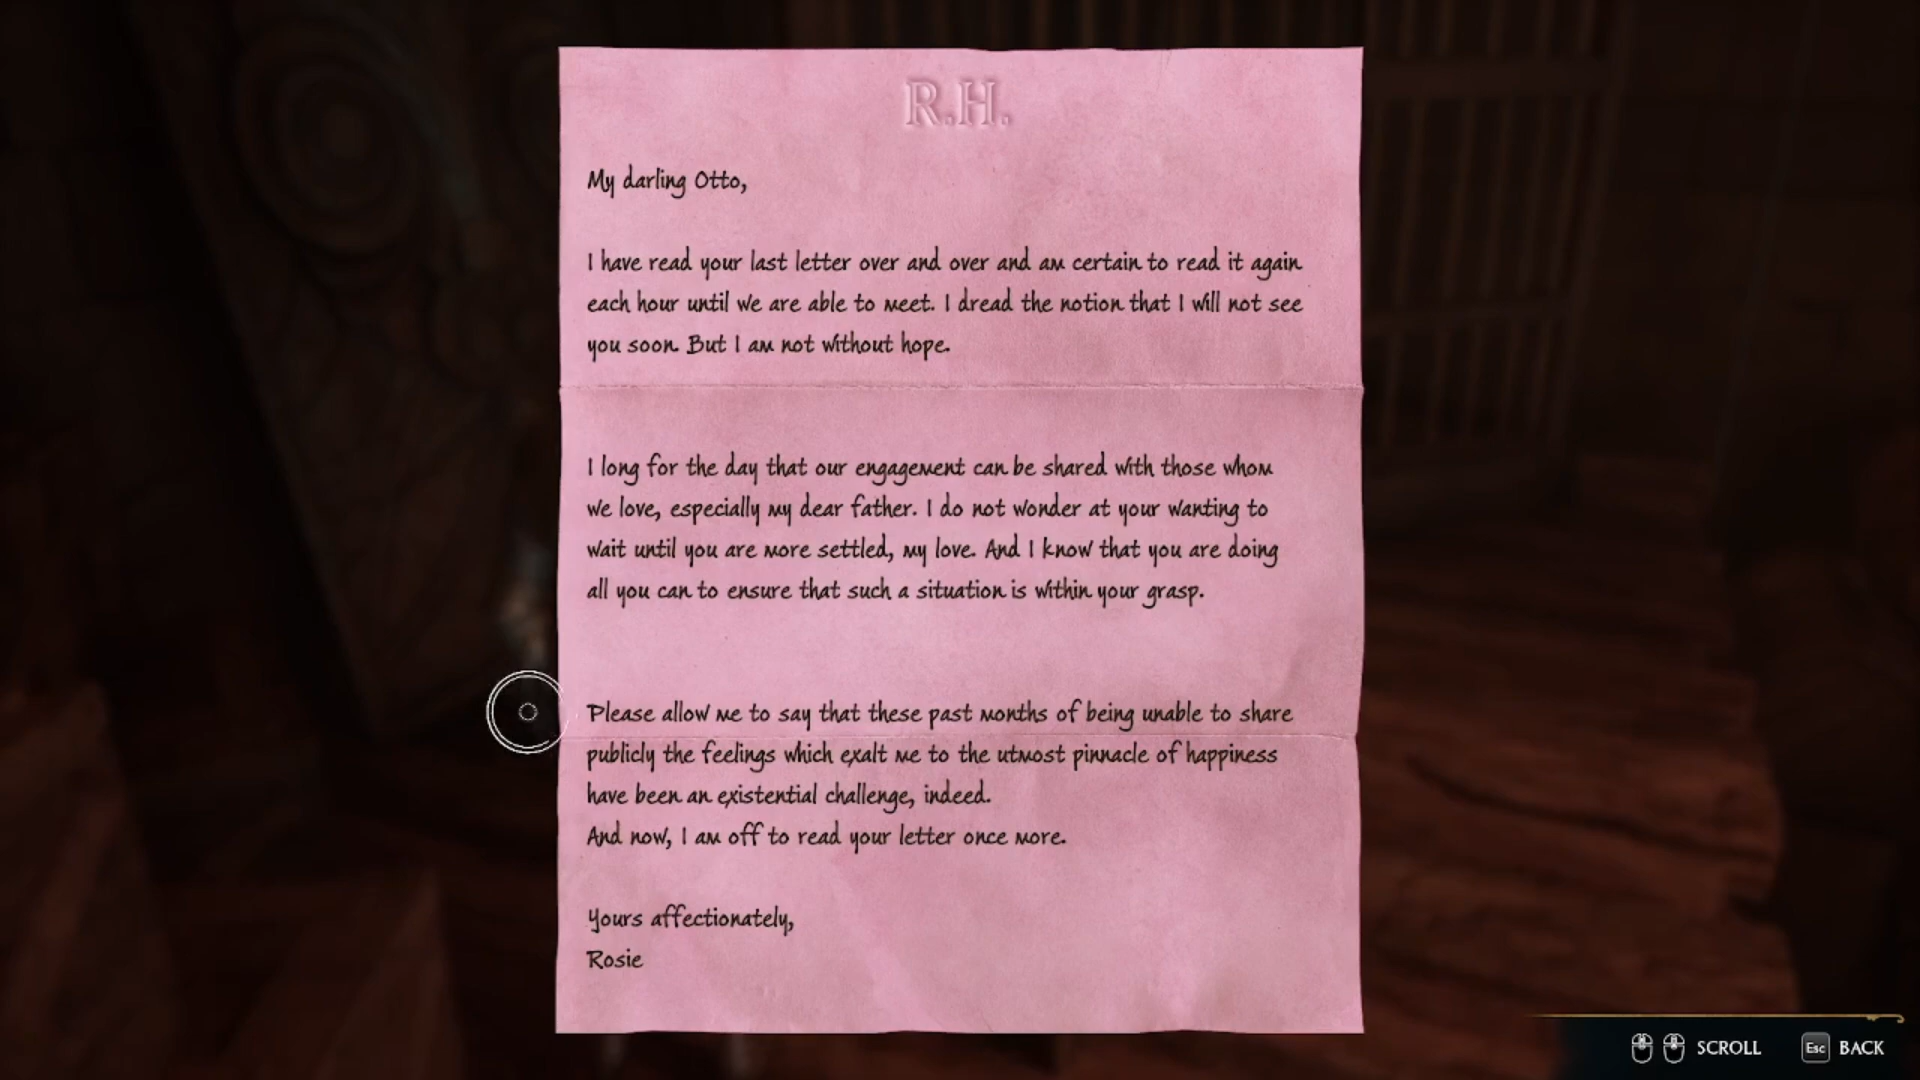 R.H.
My darling Otto,
I have read your last letter over and over and am certain to read it again
each hour until we are able to meet. I dread the notion that I will not see
you soon. But I am not without hope.
I long for the day that our engagement can be shared with those whom
we love, especially my dear father. I do not wonder at your wanting to
wait until you are more settled, my love. And I know that you are doing
all you can to ensure that such a situation is within your grasp.
Please allow me to say that these past months of being unable to share
publicly the feelings which exalt me to the utmost pinnacle of happiness
have been an existential challenge, indeed.
And now, I am off to read your letter once more.
Yours affectionately,
Rosie
SCROLL Esc BACK